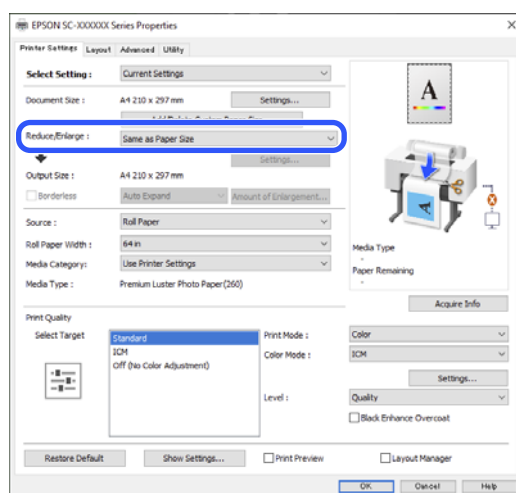 EPSON SC-XXXXXX Series Properties
Printer Settings Layout Advanced Utility
Select Setting : Current Settings
Document Size : A4 210 x 297 mm Settings...
Reduce/Enlarge : Same as Paper Size
Settings...
Output Size : A4 210 x 297 mm
Borderless Auto Expand Amount of Enlargement...
Source : Roll Paper
Roll Paper Width : 64 in
Media Category: Use Printer Settings
Media Type : Premium Luster Photo Paper(260)
A
Media Type
-
Paper Remaining
-
Acquire Info
Print Quality
Select Target
Standard
ICM
Off (No Color Adjustment)
Print Mode : Color
Color Mode : ICM
Settings...
Level : Quality
Black Enhance Overcoat
Restore Default Show Settings... Print Preview Layout Manager
OK Cancel Help